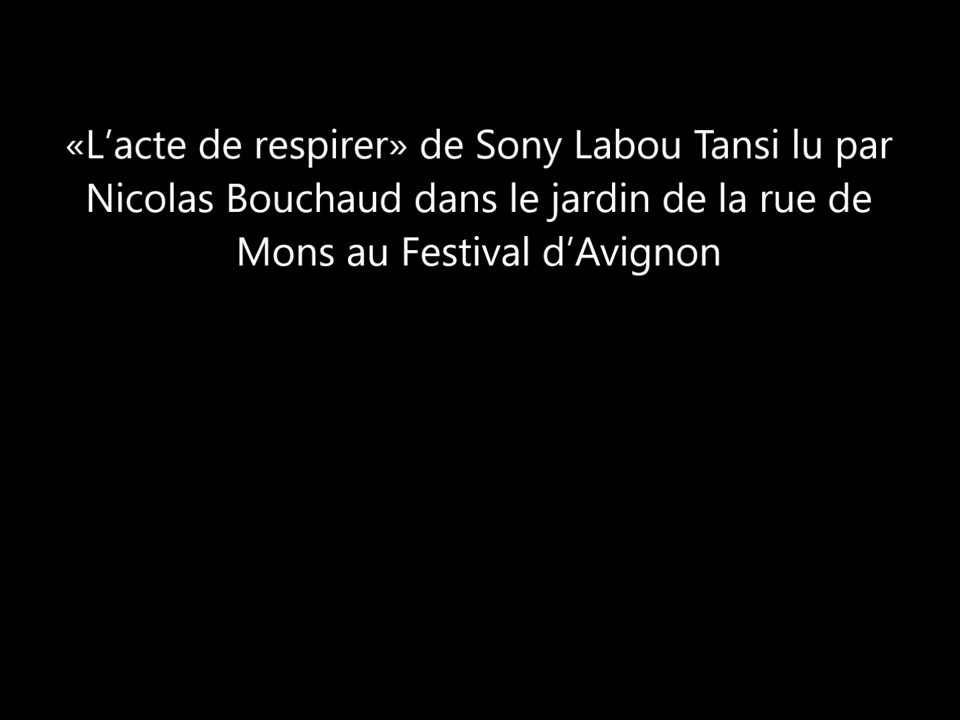 «L’acte de respirer» de Sony Labou Tansi lu par
Nicolas Bouchaud dans le jardin de la rue de
Mons au Festival d’Avignon